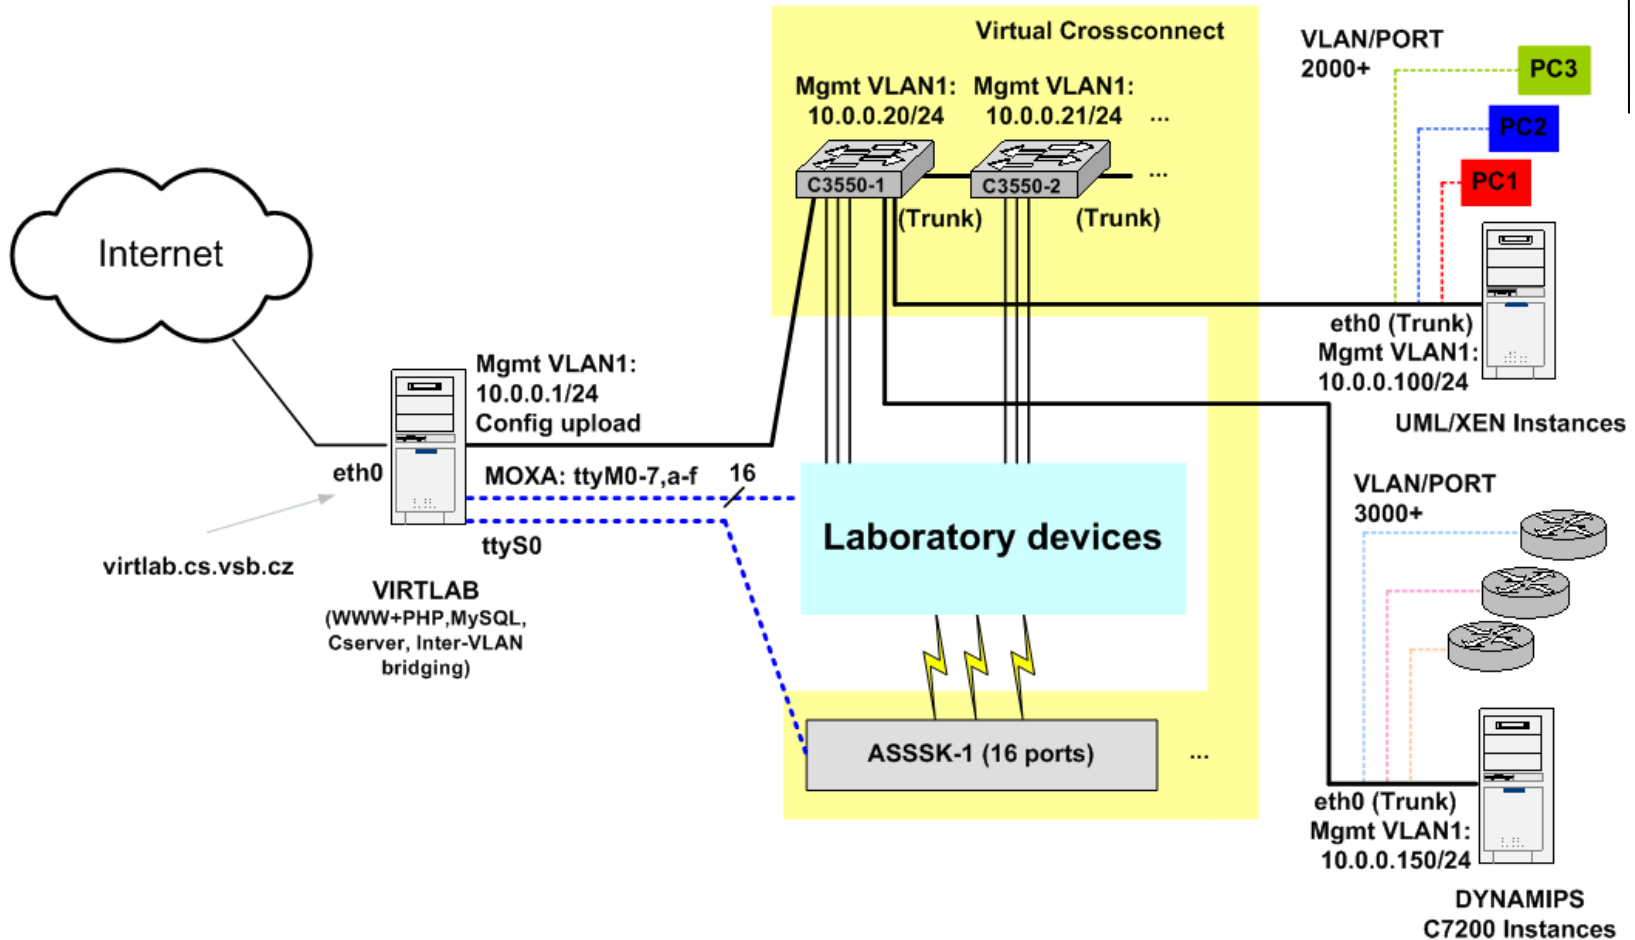 Virtual Crossconnect
Mgmt VLAN1:
10.0.0.20/24
Mgmt VLAN1:
10.0.0.21/24
...
C3550-1
C3550-2
...
(Trunk)
(Trunk)
VLAN/PORT
2000+
PC3
PC2
PC1
eth0 (Trunk)
Mgmt VLAN1:
10.0.0.100/24
UML/XEN Instances
Internet
Mgmt VLAN1:
10.0.0.1/24
Config upload
eth0
MOXA: ttyM0-7,a-f
16
ttyS0
virtlab.cs.vsb.cz
VIRTLAB
(WWW+PHP,MySQL,
Cserver, Inter-VLAN
bridging)
Laboratory devices
ASSSK-1 (16 ports)
...
VLAN/PORT
3000+
eth0 (Trunk)
Mgmt VLAN1:
10.0.0.150/24
DYNAMIPS
C7200 Instances